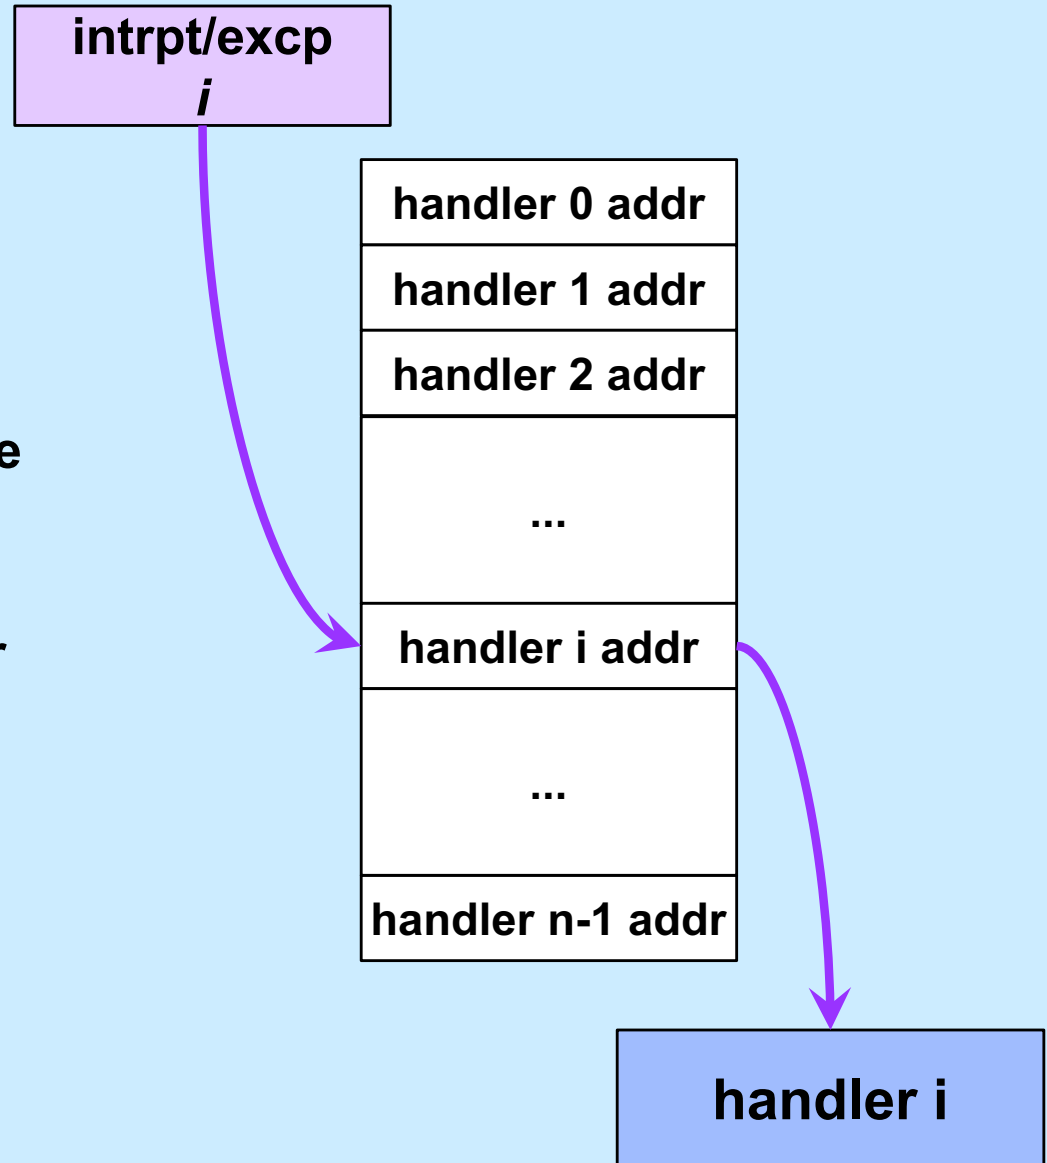 intrpt/excp
i
handler 0 addr
handler 1 addr
handler 2 addr
...
handler i addr
...
handler n-1 addr
handler i